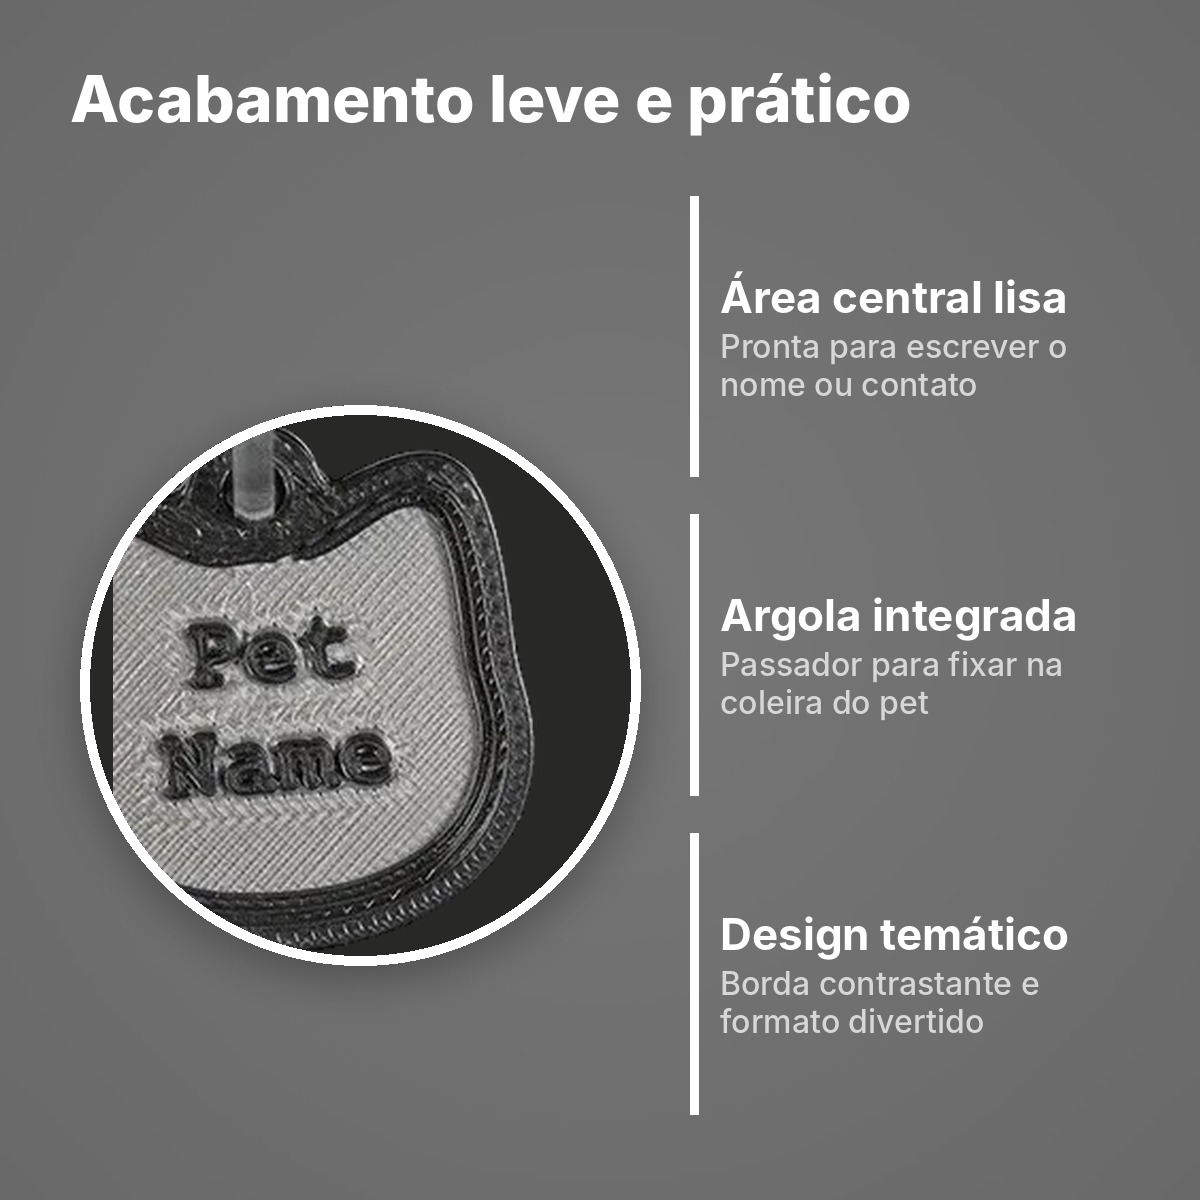 Acabamento leve e prático
Área central lisa
Pronta para escrever o
nome ou contato
Pet
Name
Argola integrada
Passador para fixar na
coleira do pet
Design temático
Borda contrastante e
formato divertido